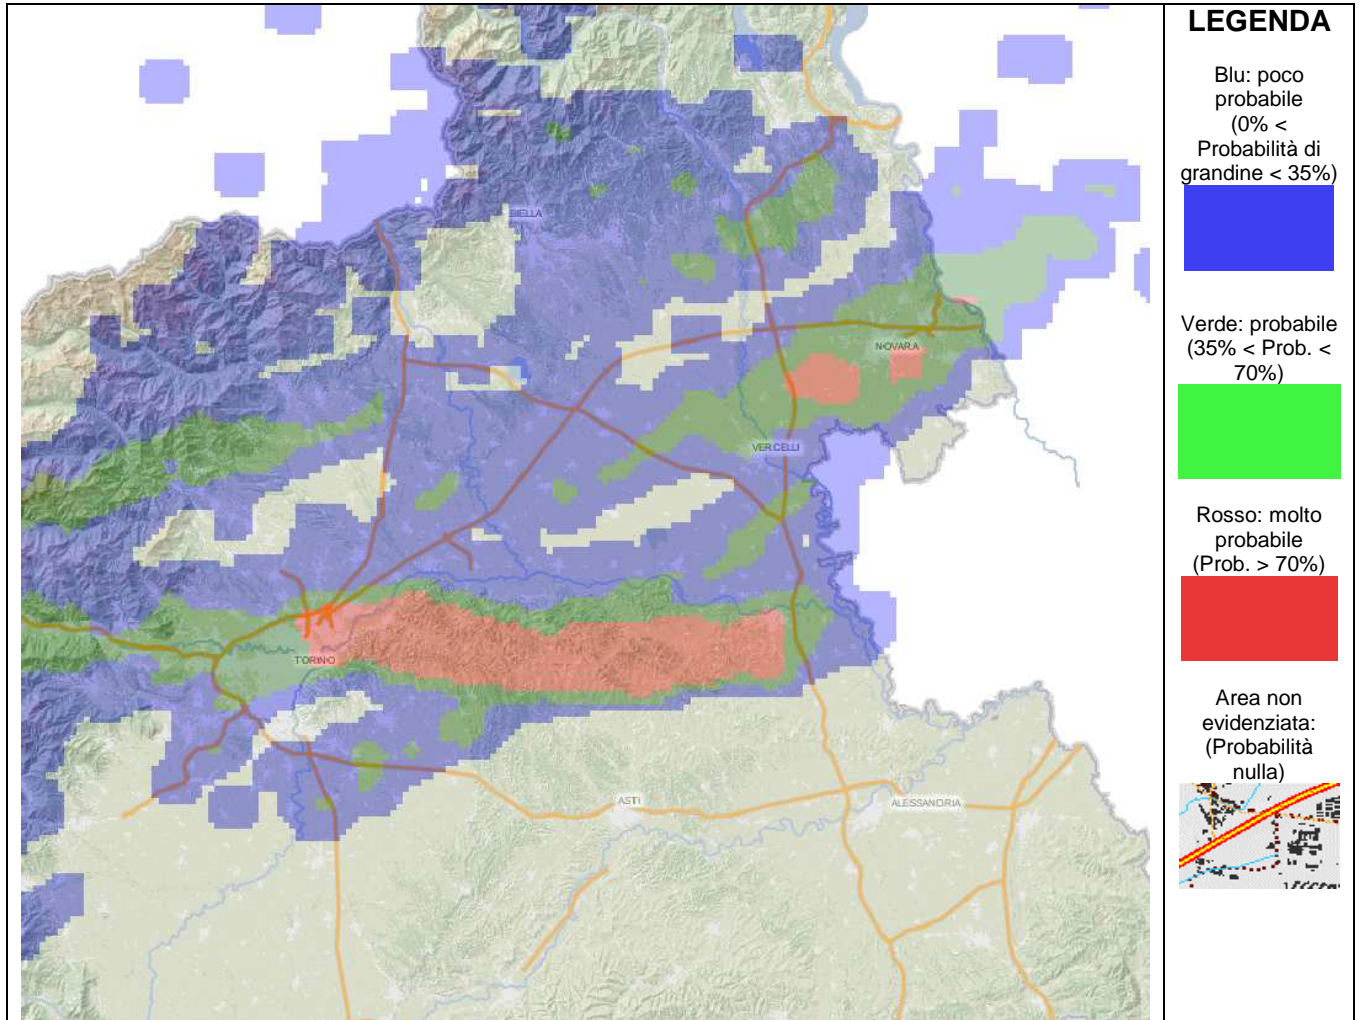 LEGENDA
Blu: poco
probabile
(0% <
Probabilità di
grandine < 35%)
Verde: probabile
(35% < Prob. <
70%)
Rosso: molto
probabile
(Prob. > 70%)
Area non
evidenziata:
(Probabilità
nulla)
BIELLA
NOVARA
VERCELLI
TORINO
ASTI
ALESSANDRIA